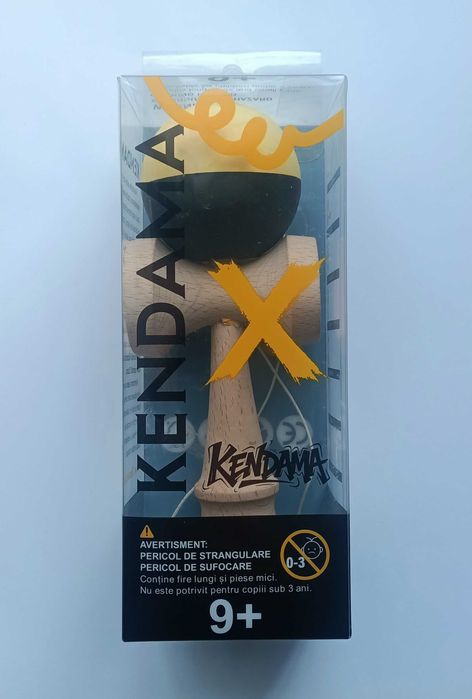 KENDAMA
KENDAMA
AVERTISMENT:
PERICOL DE STRANGULARE
PERICOL DE SUFOCARE
0-3
Conține fire lungi și piese mici.
Nu este potrivit pentru copiii sub 3 ani.
9+